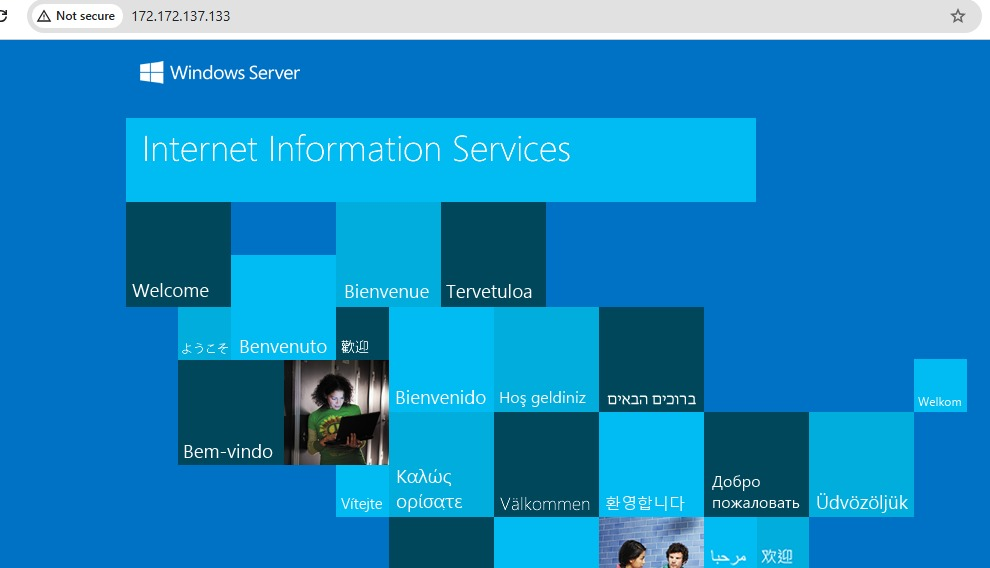 Not secure
172.172.137.133
Windows Server
Internet Information Services
Welcome
Bienvenue
Tervetuloa
ようこそ
Benvenuto
歡迎
Bienvenido
Hoş geldiniz
ברוכים הבאים
Welkom
Bem-vindo
Vítejte
Καλώς
ορίσατε
Välkommen
환영합니다
Добро
пожаловать
Üdvözöljük
مرحبا
欢迎